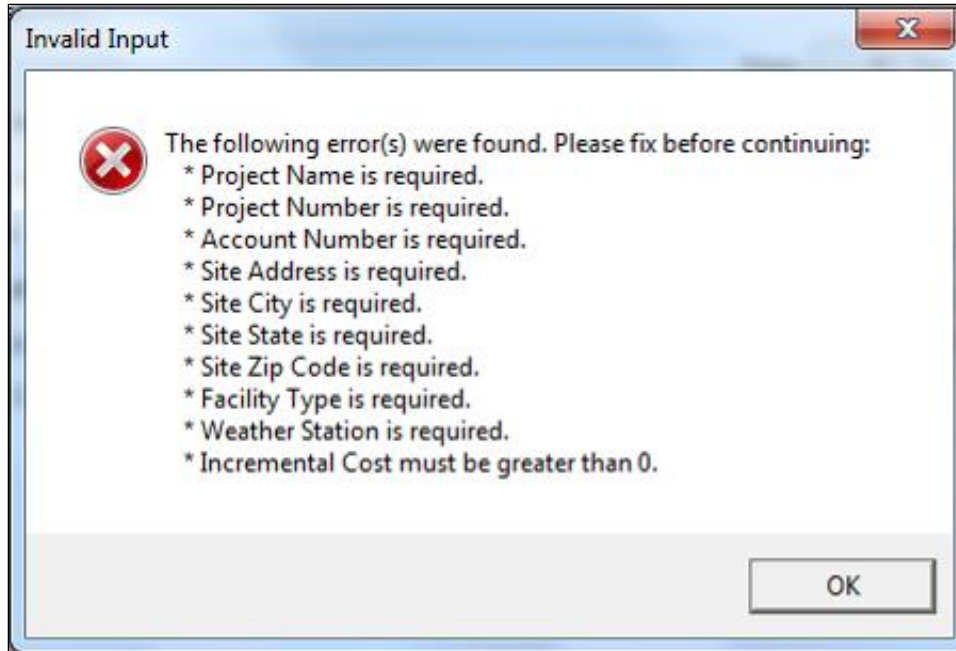 Invalid Input
The following error(s) were found. Please fix before continuing:
* Project Name is required.
* Project Number is required.
* Account Number is required.
* Site Address is required.
* Site City is required.
* Site State is required.
* Site Zip Code is required.
* Facility Type is required.
* Weather Station is required.
* Incremental Cost must be greater than 0.
OK